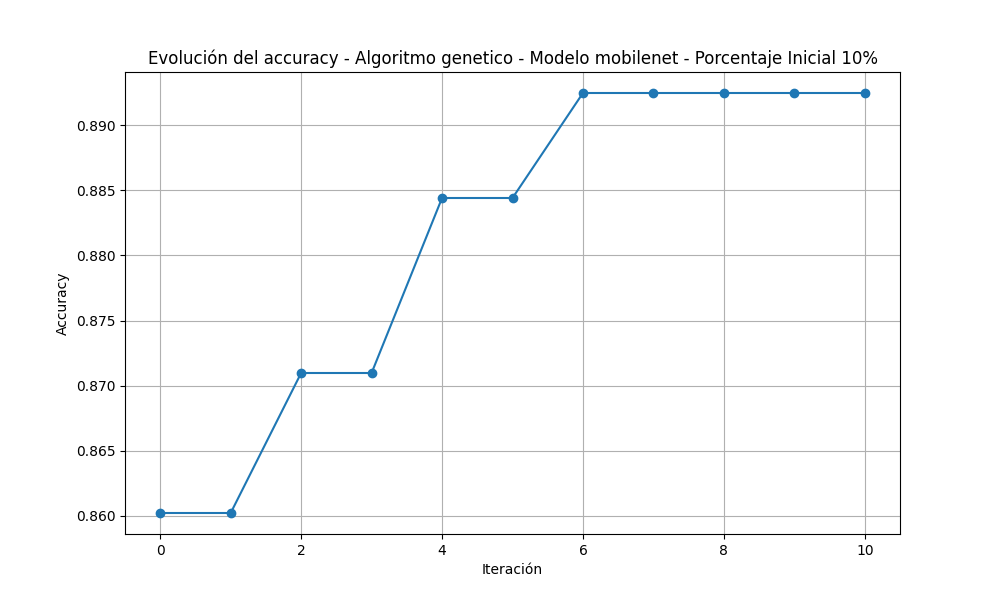 Evolución del accuracy - Algoritmo genetico - Modelo mobilenet - Porcentaje Inicial 10%
0.890
0.885
0.880
0.875
0.870
0.865
0.860
Accuracy
0 2 4 6 8 10
Iteración